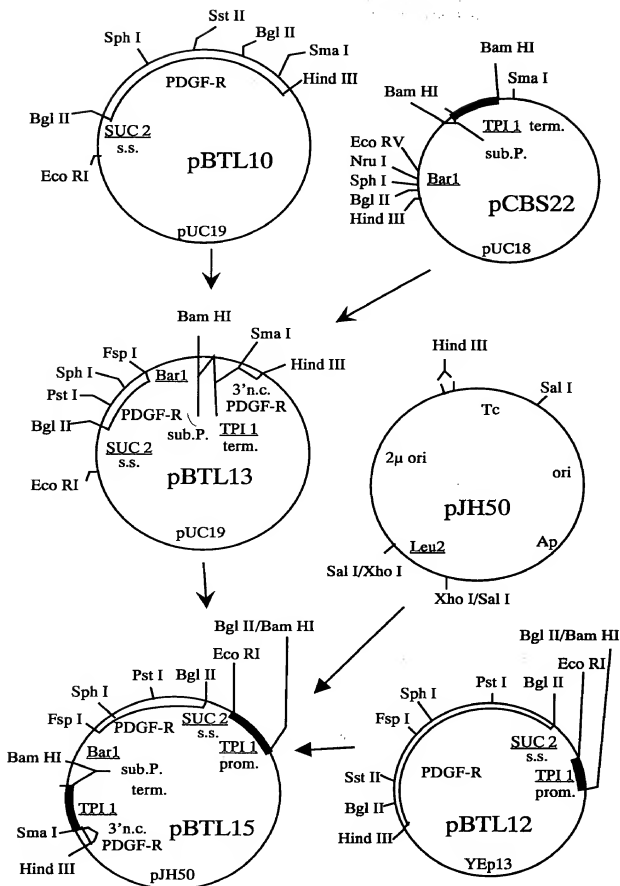 Sst II
Sph I
Bgl II
Sma I
Hind III
PDGF-R
Bgl II
SUC 2
s.s.
Eco RI
pBTL10
pUC19
Bam HI
Sma I
Bam HI
TPI 1 term.
sub.P.
Eco RV
Nru I
Sph I
Bgl II
Hind III
Bar1
pCBS22
pUC18
Bam HI
Sma I
Fsp I
Bar1
Hind III
Sph I
Pst I
3'n.c.
PDGF-R
PDGF-R
Bgl II
sub.P.
TPI 1
term.
SUC 2
s.s.
Eco RI
pBTL13
pUC19
Hind III
Sal I
Tc
2μ ori
ori
pJH50
Leu2
Ap
Sal I/Xho I
Xho I/Sal I
Bgl II/Bam HI
Eco RI
Bgl II
Pst I
Sph I
Fsp I
PDGF-R
SUC 2
s.s.
TPI 1
prom.
Bar1
Bam HI
sub.P.
term.
TPI 1
Sma I
3'n.c.
PDGF-R
Hind III
pBTL15
pJH50
Bgl II/Bam HI
Eco RI
Pst I
Bgl II
Sph I
Fsp I
SUC 2
s.s.
TPI 1
prom.
Sst II
PDGF-R
Bgl II
Hind III
pBTL12
YEp13